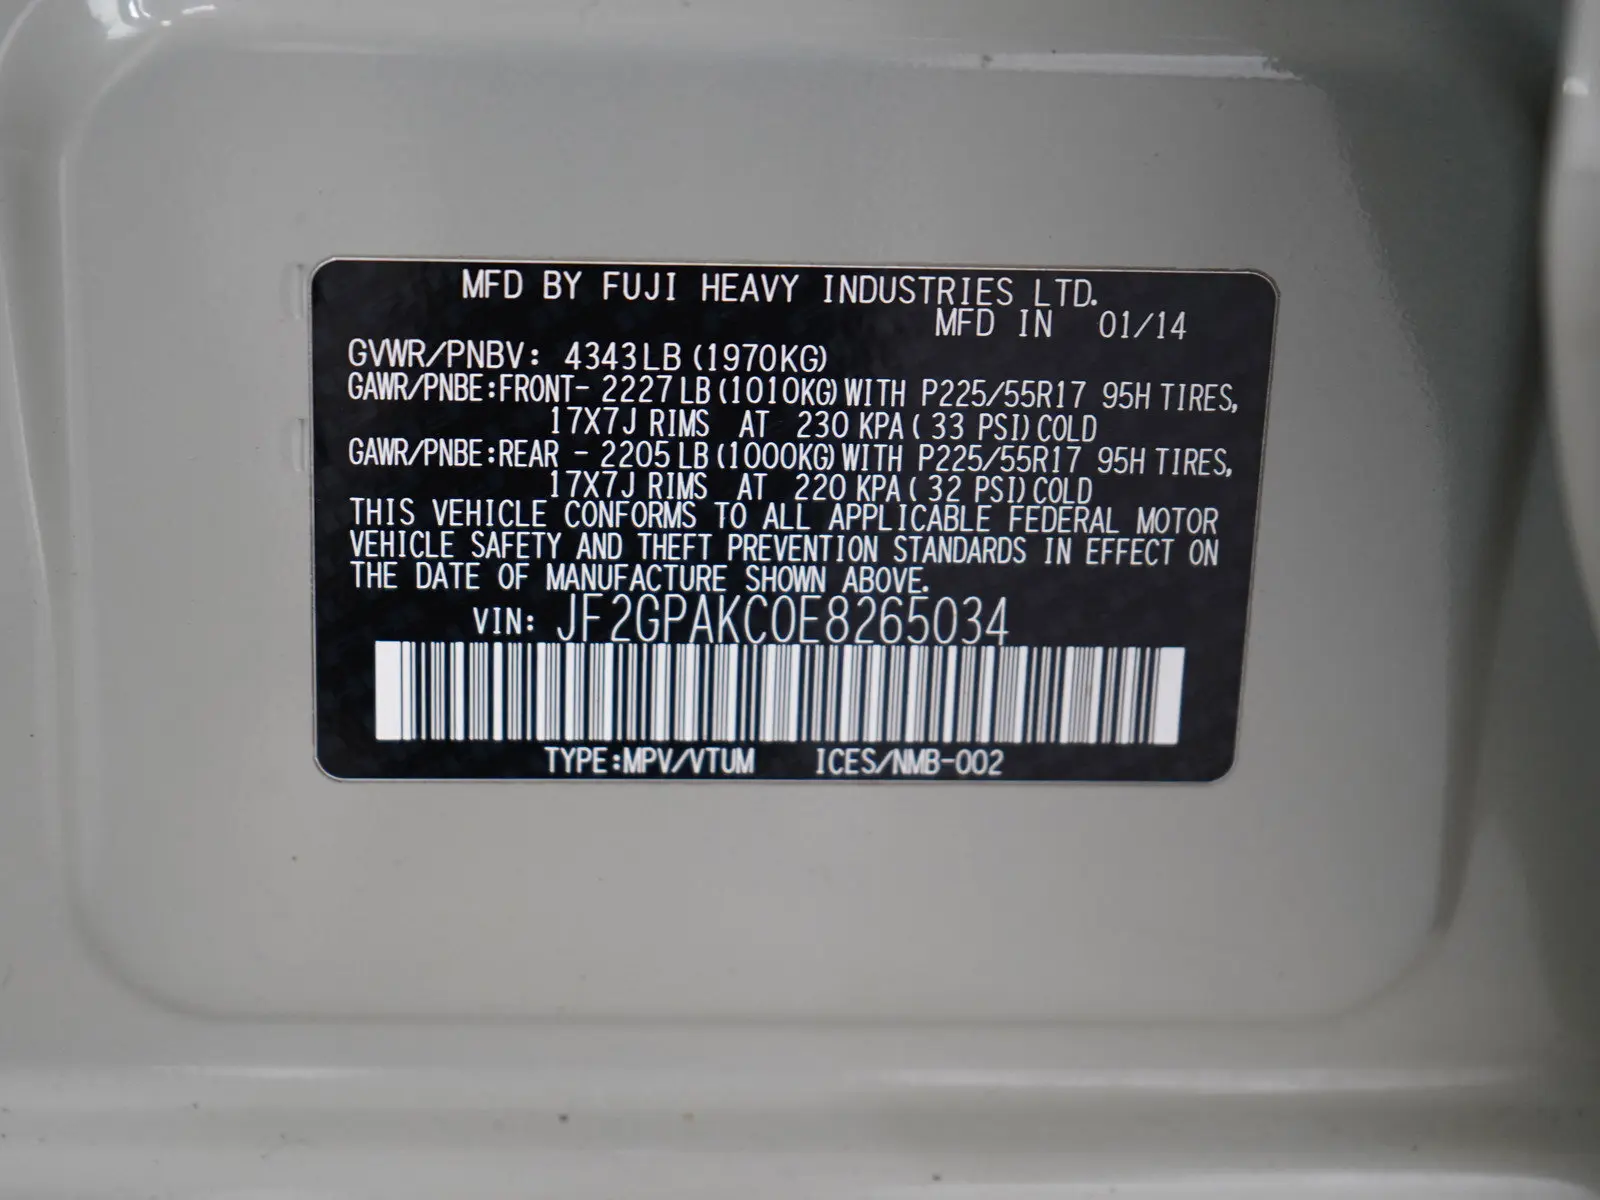 MFD BY FUJI HEAVY INDUSTRIES LTD.
MFD IN 01/14
GVWR/PNBV: 4343LB (1970KG)
GAWR/PNBE:FRONT- 2227LB (1010KG) WITH P225/55R17 95H TIRES,
17X7J RIMS AT 230 KPA( 33 PSI) COLD
GAWR/PNBE:REAR - 2205LB (1000KG) WITH P225/55R17 95H TIRES,
17X7J RIMS AT 220 KPA( 32 PSI) COLD
THIS VEHICLE CONFORMS TO ALL APPLICABLE FEDERAL MOTOR
VEHICLE SAFETY AND THEFT PREVENTION STANDARDS IN EFFECT ON
THE DATE OF MANUFACTURE SHOWN ABOVE.
VIN: JF2GPAKC0E8265034
TYPE:MPV/VTUM ICES/NMB-002